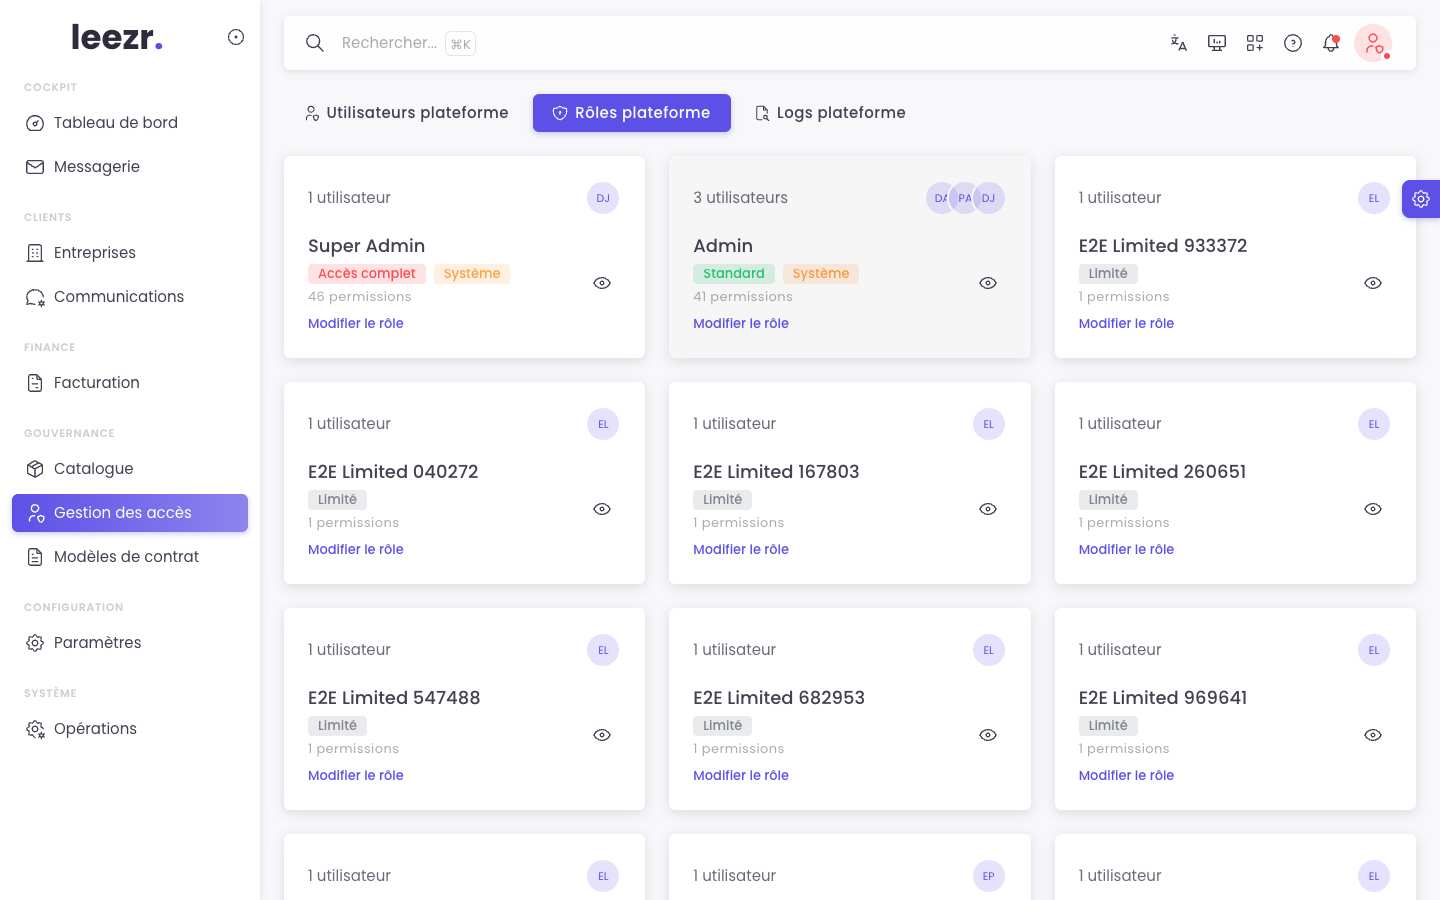 leezr.
COCKPIT
Tableau de bord
Messagerie
CLIENTS
Entreprises
Communications
FINANCE
Facturation
GOUVERNANCE
Catalogue
Gestion des accès
Modèles de contrat
CONFIGURATION
Paramètres
SYSTÈME
Opérations
Rechercher... ⌘K
Utilisateurs plateforme
Rôles plateforme
Logs plateforme
1 utilisateur
DJ
Super Admin
Accès complet
Système
46 permissions
Modifier le rôle
3 utilisateurs
DA
PA
DJ
Admin
Standard
Système
41 permissions
Modifier le rôle
1 utilisateur
EL
E2E Limited 933372
Limité
1 permissions
Modifier le rôle
1 utilisateur
EL
E2E Limited 040272
Limité
1 permissions
Modifier le rôle
1 utilisateur
EL
E2E Limited 167803
Limité
1 permissions
Modifier le rôle
1 utilisateur
EL
E2E Limited 260651
Limité
1 permissions
Modifier le rôle
1 utilisateur
EL
E2E Limited 547488
Limité
1 permissions
Modifier le rôle
1 utilisateur
EL
E2E Limited 682953
Limité
1 permissions
Modifier le rôle
1 utilisateur
EL
E2E Limited 969641
Limité
1 permissions
Modifier le rôle
1 utilisateur
EL
1 utilisateur
EP
1 utilisateur
EL